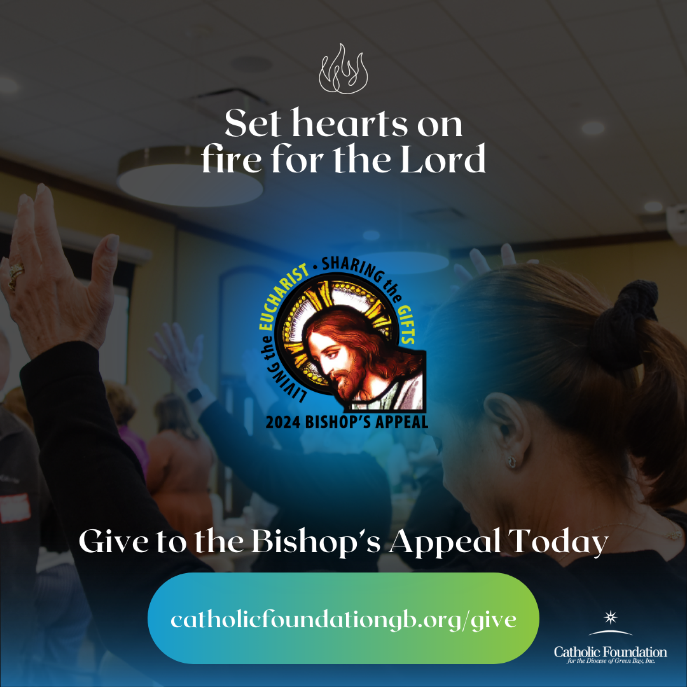 Set hearts on
fire for the Lord
LIVING the EUCHARIST • SHARING the GIFTS
2024 BISHOP'S APPEAL
Give to the Bishop's Appeal Today
catholicfoundationgb.org/give
Catholic Foundation
for the Diocese of Green Bay, Inc.